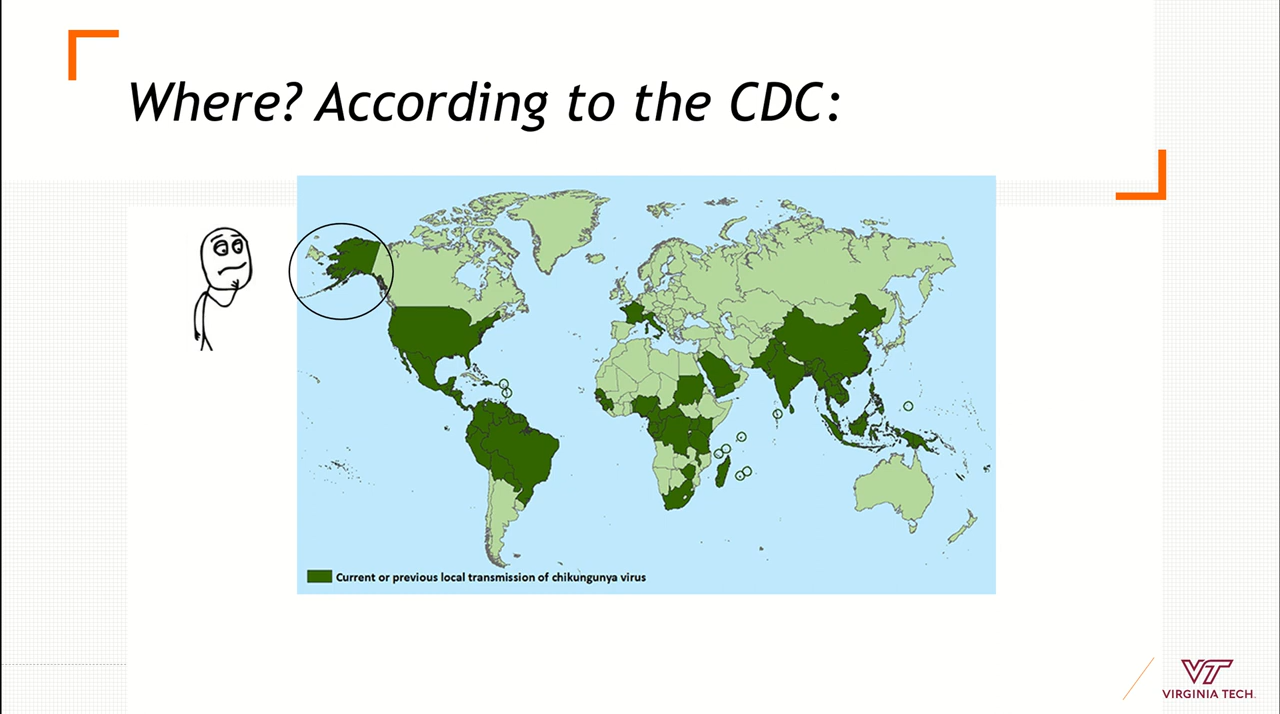 Where? According to the CDC:
Current or previous local transmission of chikungunya virus
VT
VIRGINIA TECH.